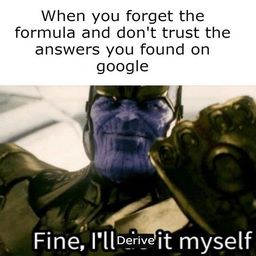 When you forget the
formula and don't trust the
answers you found on
google
Fine, I'll Derive it myself